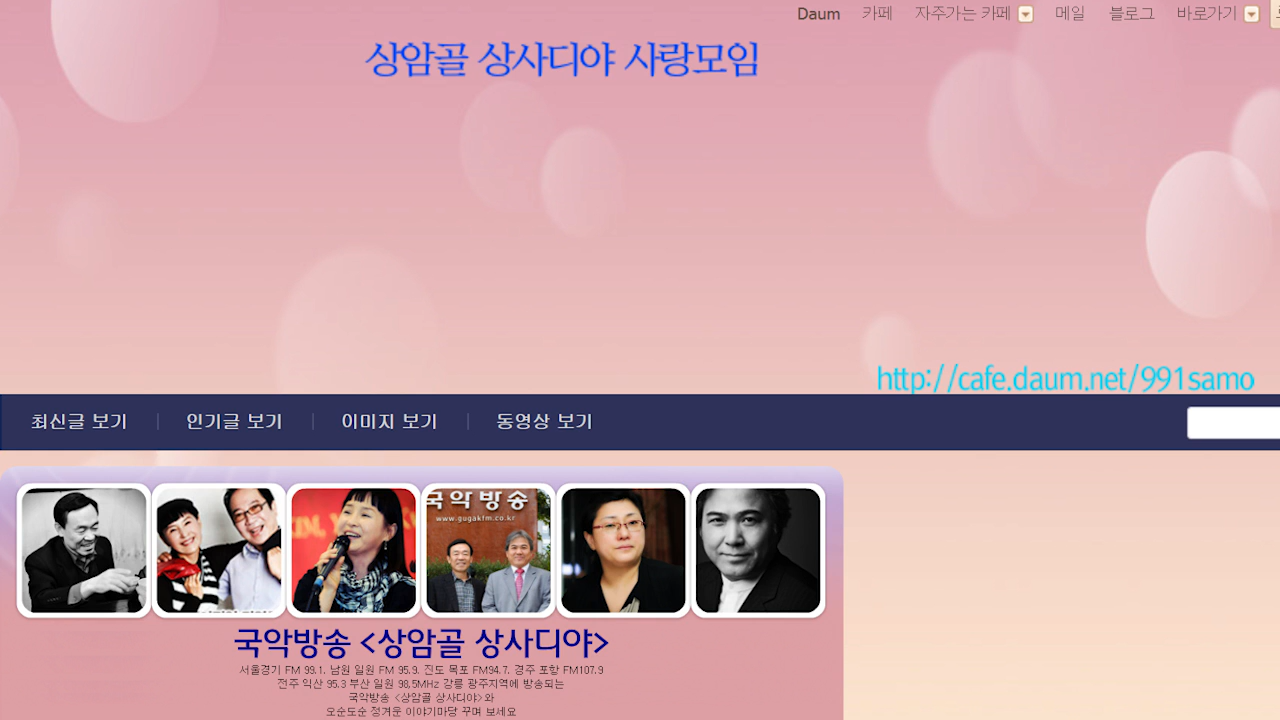 Daum 카페 자주가는 카페 메일 블로그 바로가기
상암골 상사디야 사랑모임
http://cafe.daum.net/991samo
최신글 보기 | 인기글 보기 | 이미지 보기 | 동영상 보기
국악방송
www.gugakfm.co.kr
국악방송 <상암골 상사디야>
서울경기 FM 99.1, 남원 일원 FM 95.9, 진도 목포 FM94.7, 경주 포항 FM107.9
전주 익산 95.3 부산 일원 98.5MHz 강릉 광주지역에 방송되는
국악방송 <상암골 상사디야>와
오순도순 정겨운 이야기마당 꾸며 보세요